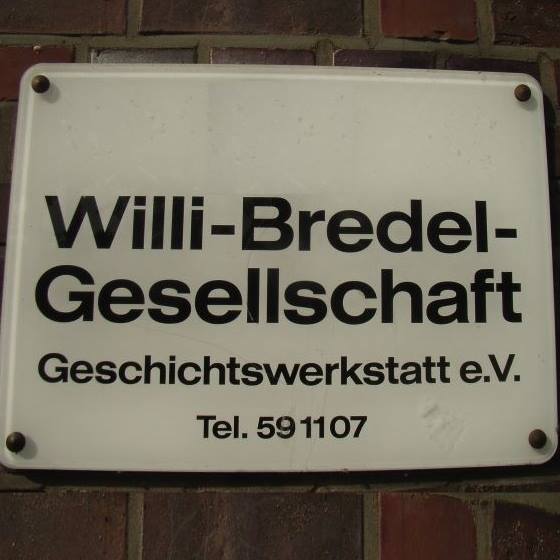 Willi-Bredel-
Gesellschaft
Geschichtswerkstatt e.V.
Tel. 591107